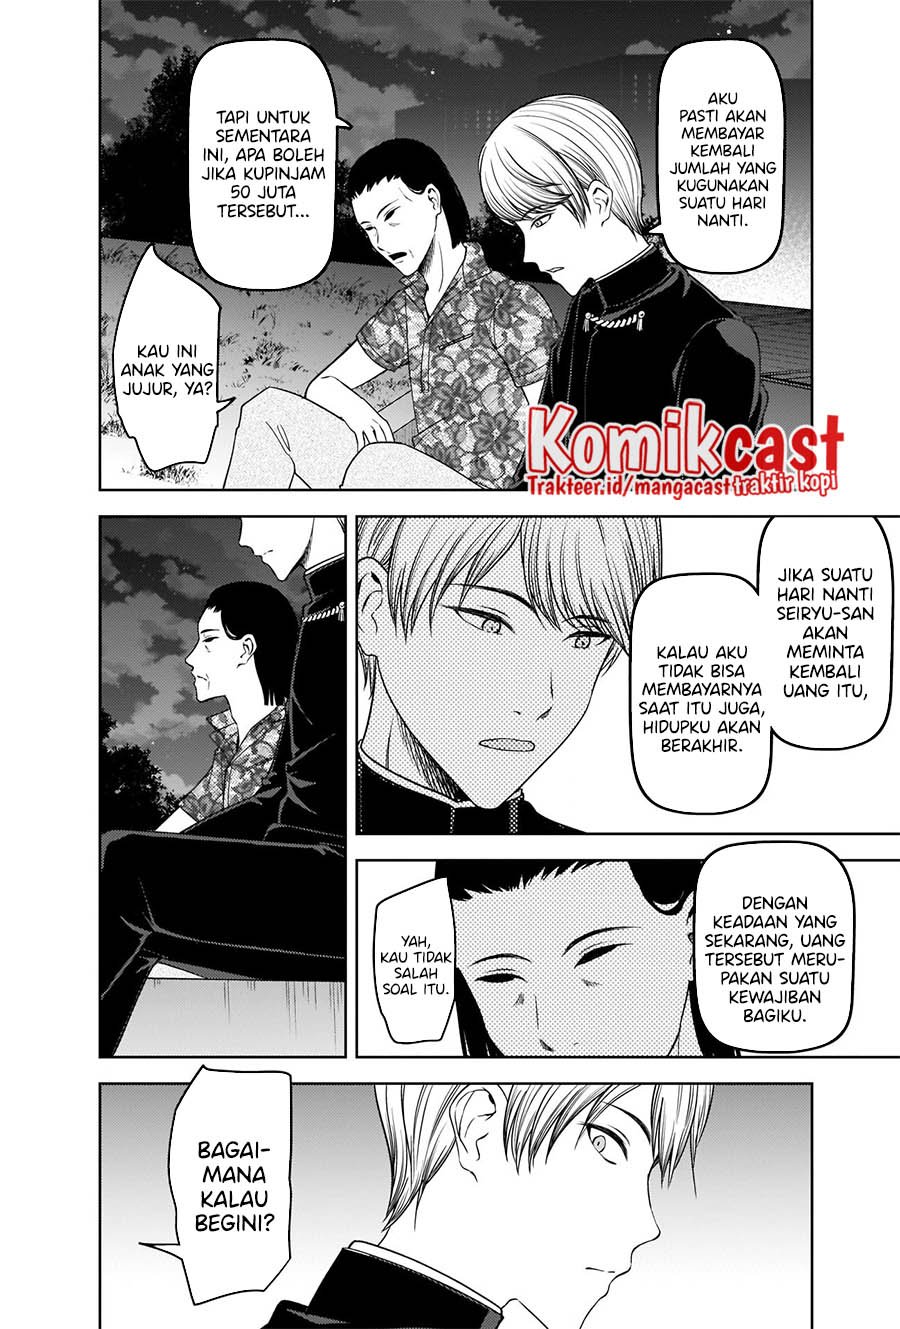 AKU
PASTI AKAN
MEMBAYAR
KEMBALI
JUMLAH YANG
KUGUNAKAN
SUATU HARI
NANTI.
TAPI UNTUK
SEMENTARA
INI, APA BOLEH
JIKA KUPINJAM
50 JUTA
TERSEBUT...
KAU INI
ANAK YANG
JUJUR, YA?
Komikcast
Trakteer.id/mangacast traktir kopi
JIKA SUATU
HARI NANTI
SEIRYU-SAN
AKAN
MEMINTA
KEMBALI
UANG ITU,
KALAU AKU
TIDAK BISA
MEMBAYARNYA
SAAT ITU JUGA,
HIDUPKU AKAN
BERAKHIR.
DENGAN
KEADAAN YANG
SEKARANG, UANG
TERSEBUT MERU-
PAKAN SUATU
KEWAJIBAN
BAGIKU.
YAH,
KAU TIDAK
SALAH
SOAL ITU.
BAGAI-
MANA
KALAU
BEGINI?